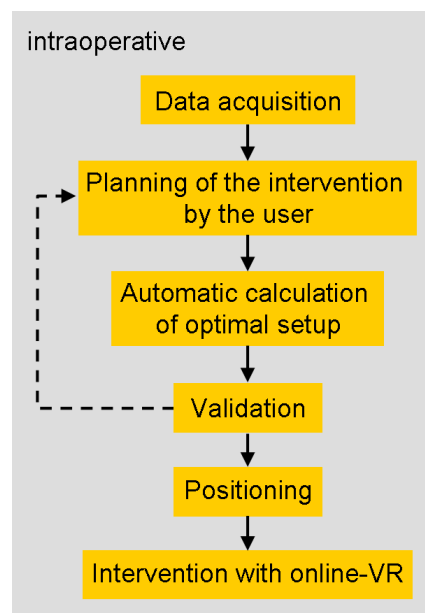 intraoperative
Data acquisition
Planning of the intervention
by the user
Automatic calculation
of optimal setup
Validation
Positioning
Intervention with online-VR